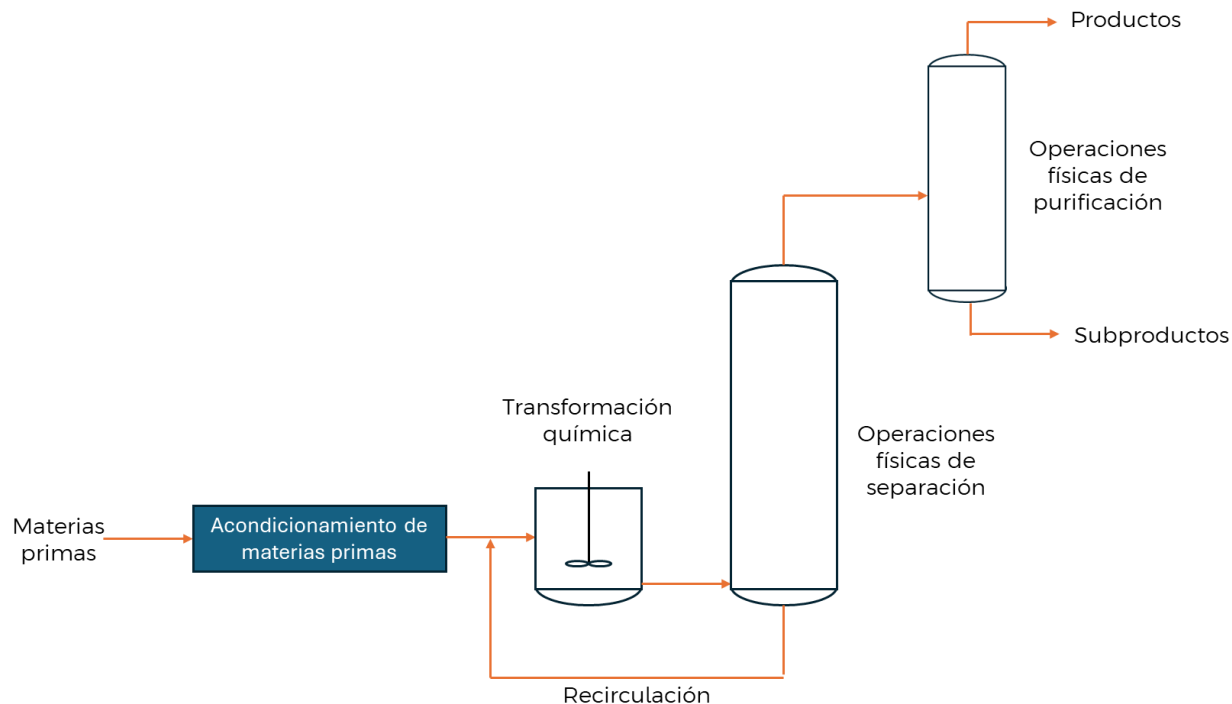 Productos
Operaciones
físicas de
purificación
Subproductos
Transformación
química
Operaciones
físicas de
separación
Materias
primas
Acondicionamiento de
materias primas
Recirculación